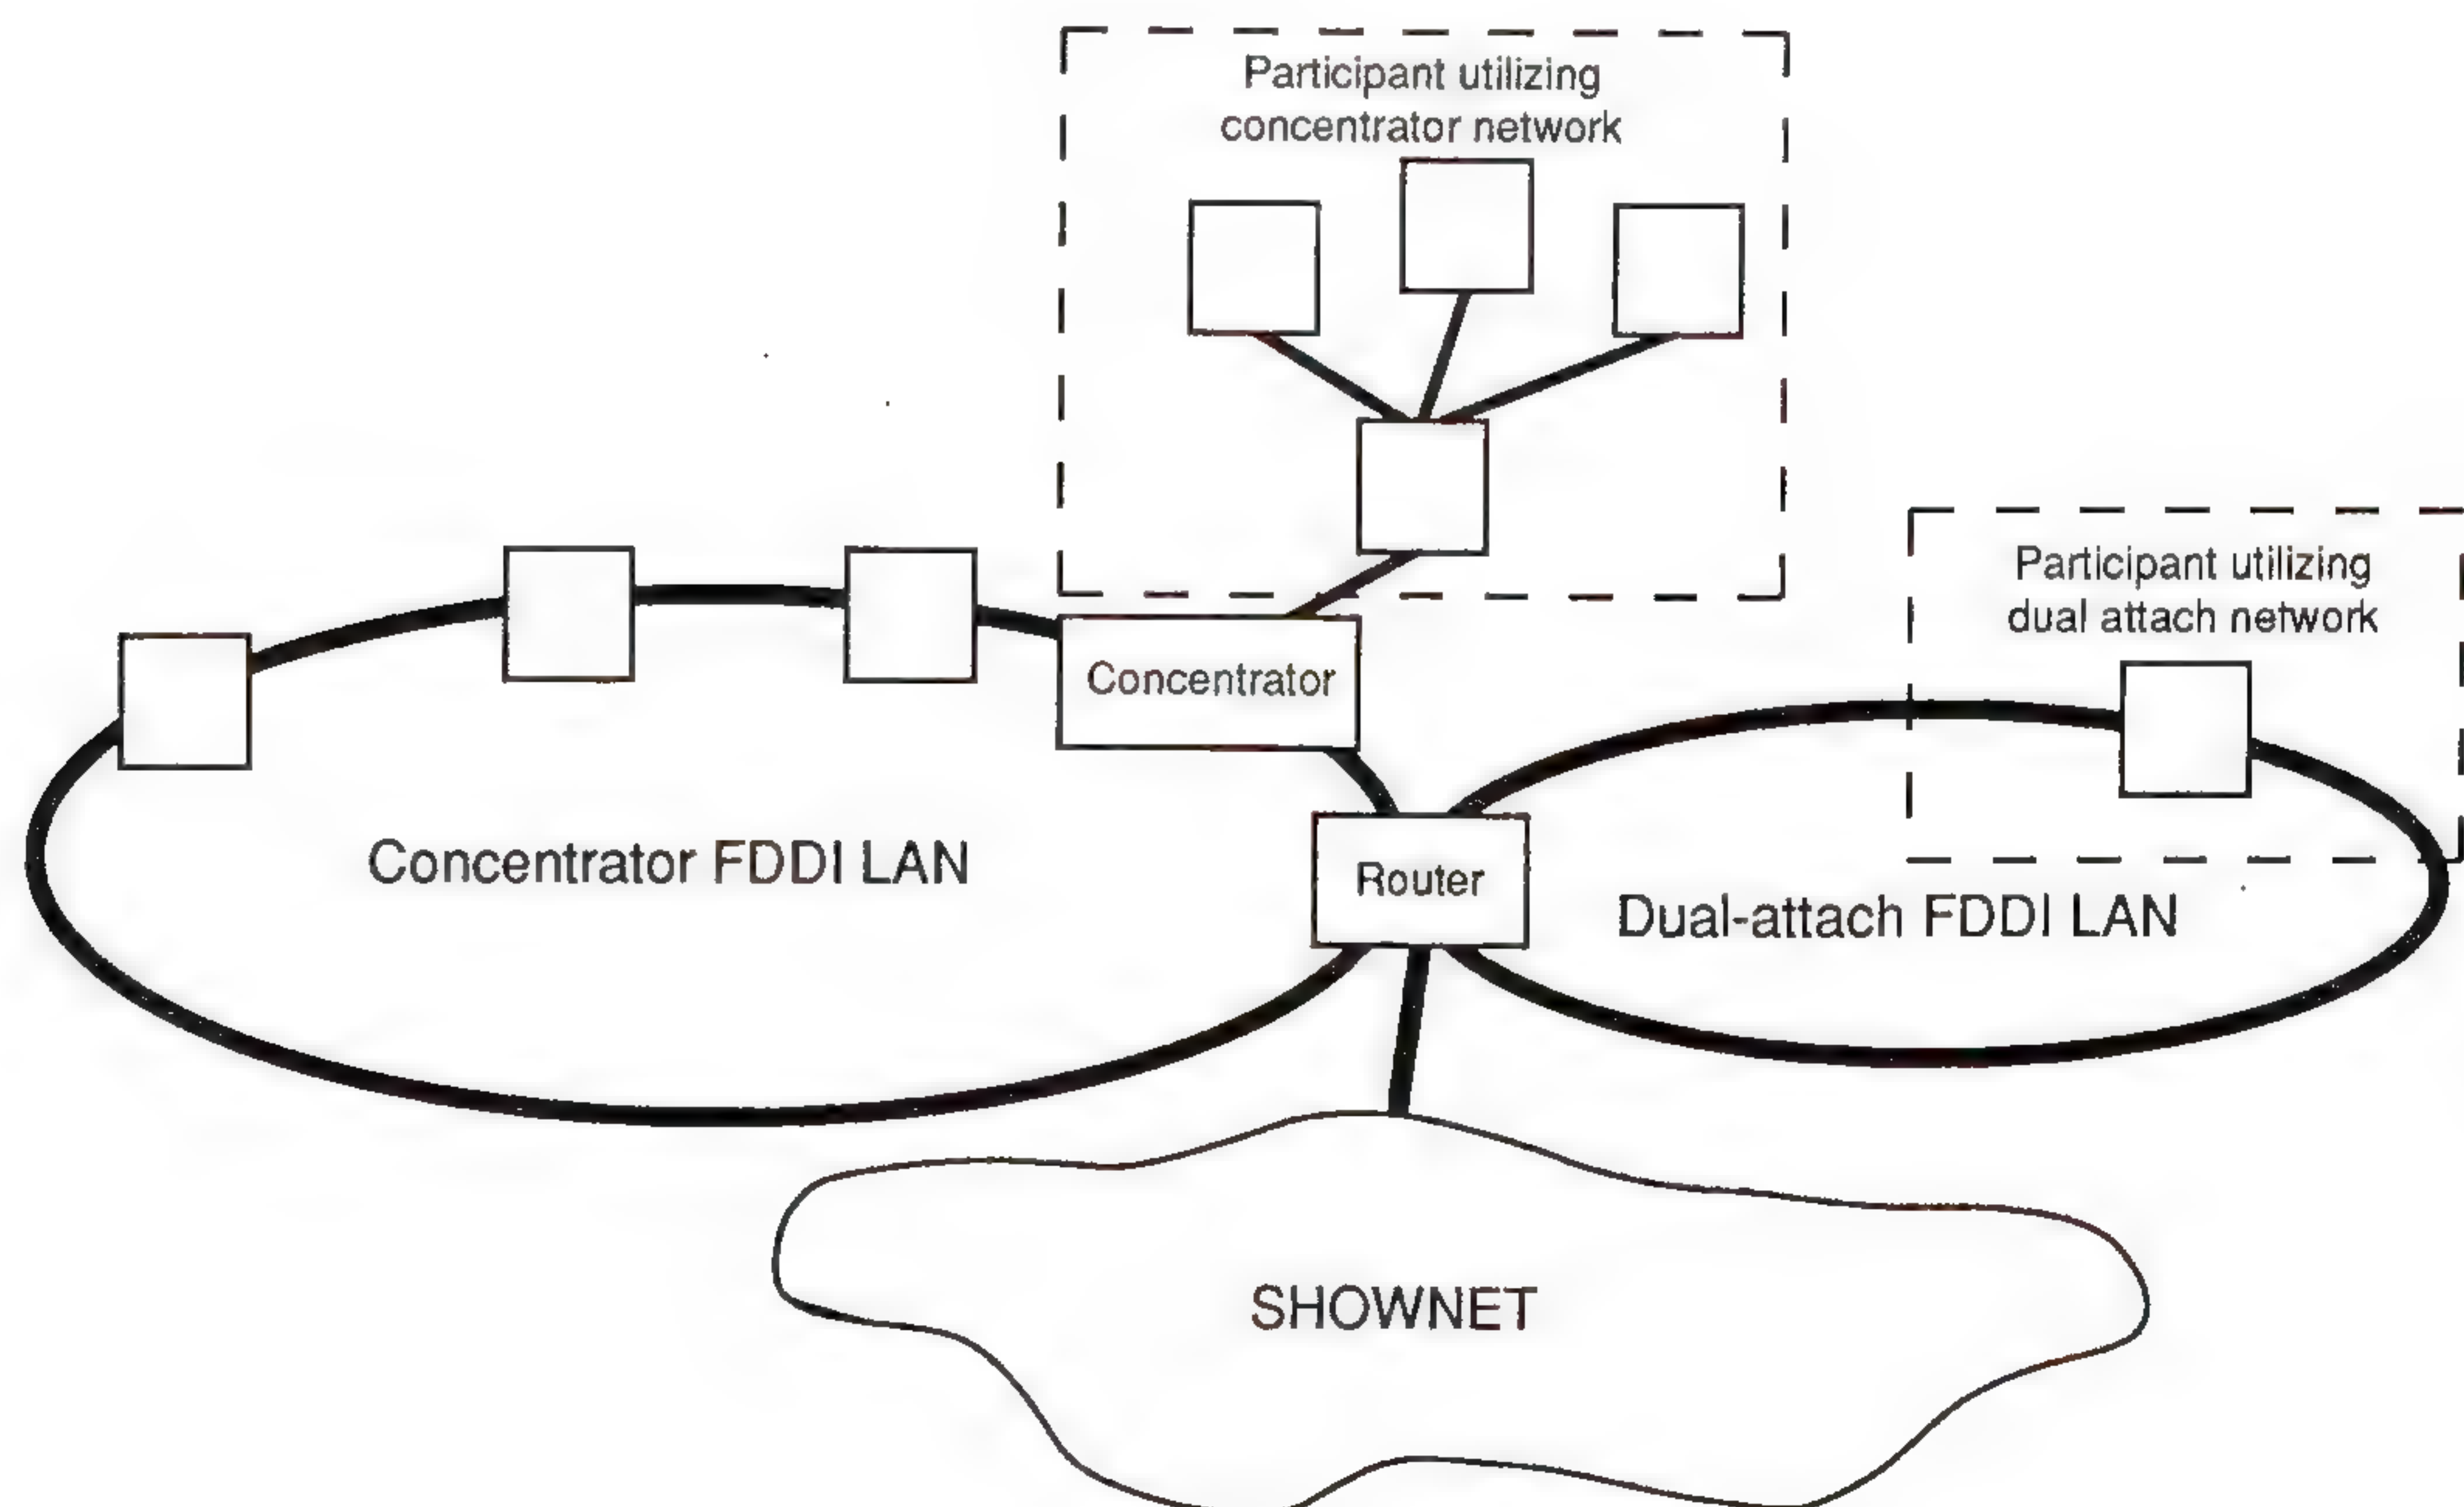 Participant utilizing
concentrator network
Participant utilizing
dual attach network
Concentrator
Concentrator FDDI LAN
Router
Dual-attach FDDI LAN
SHOWNET